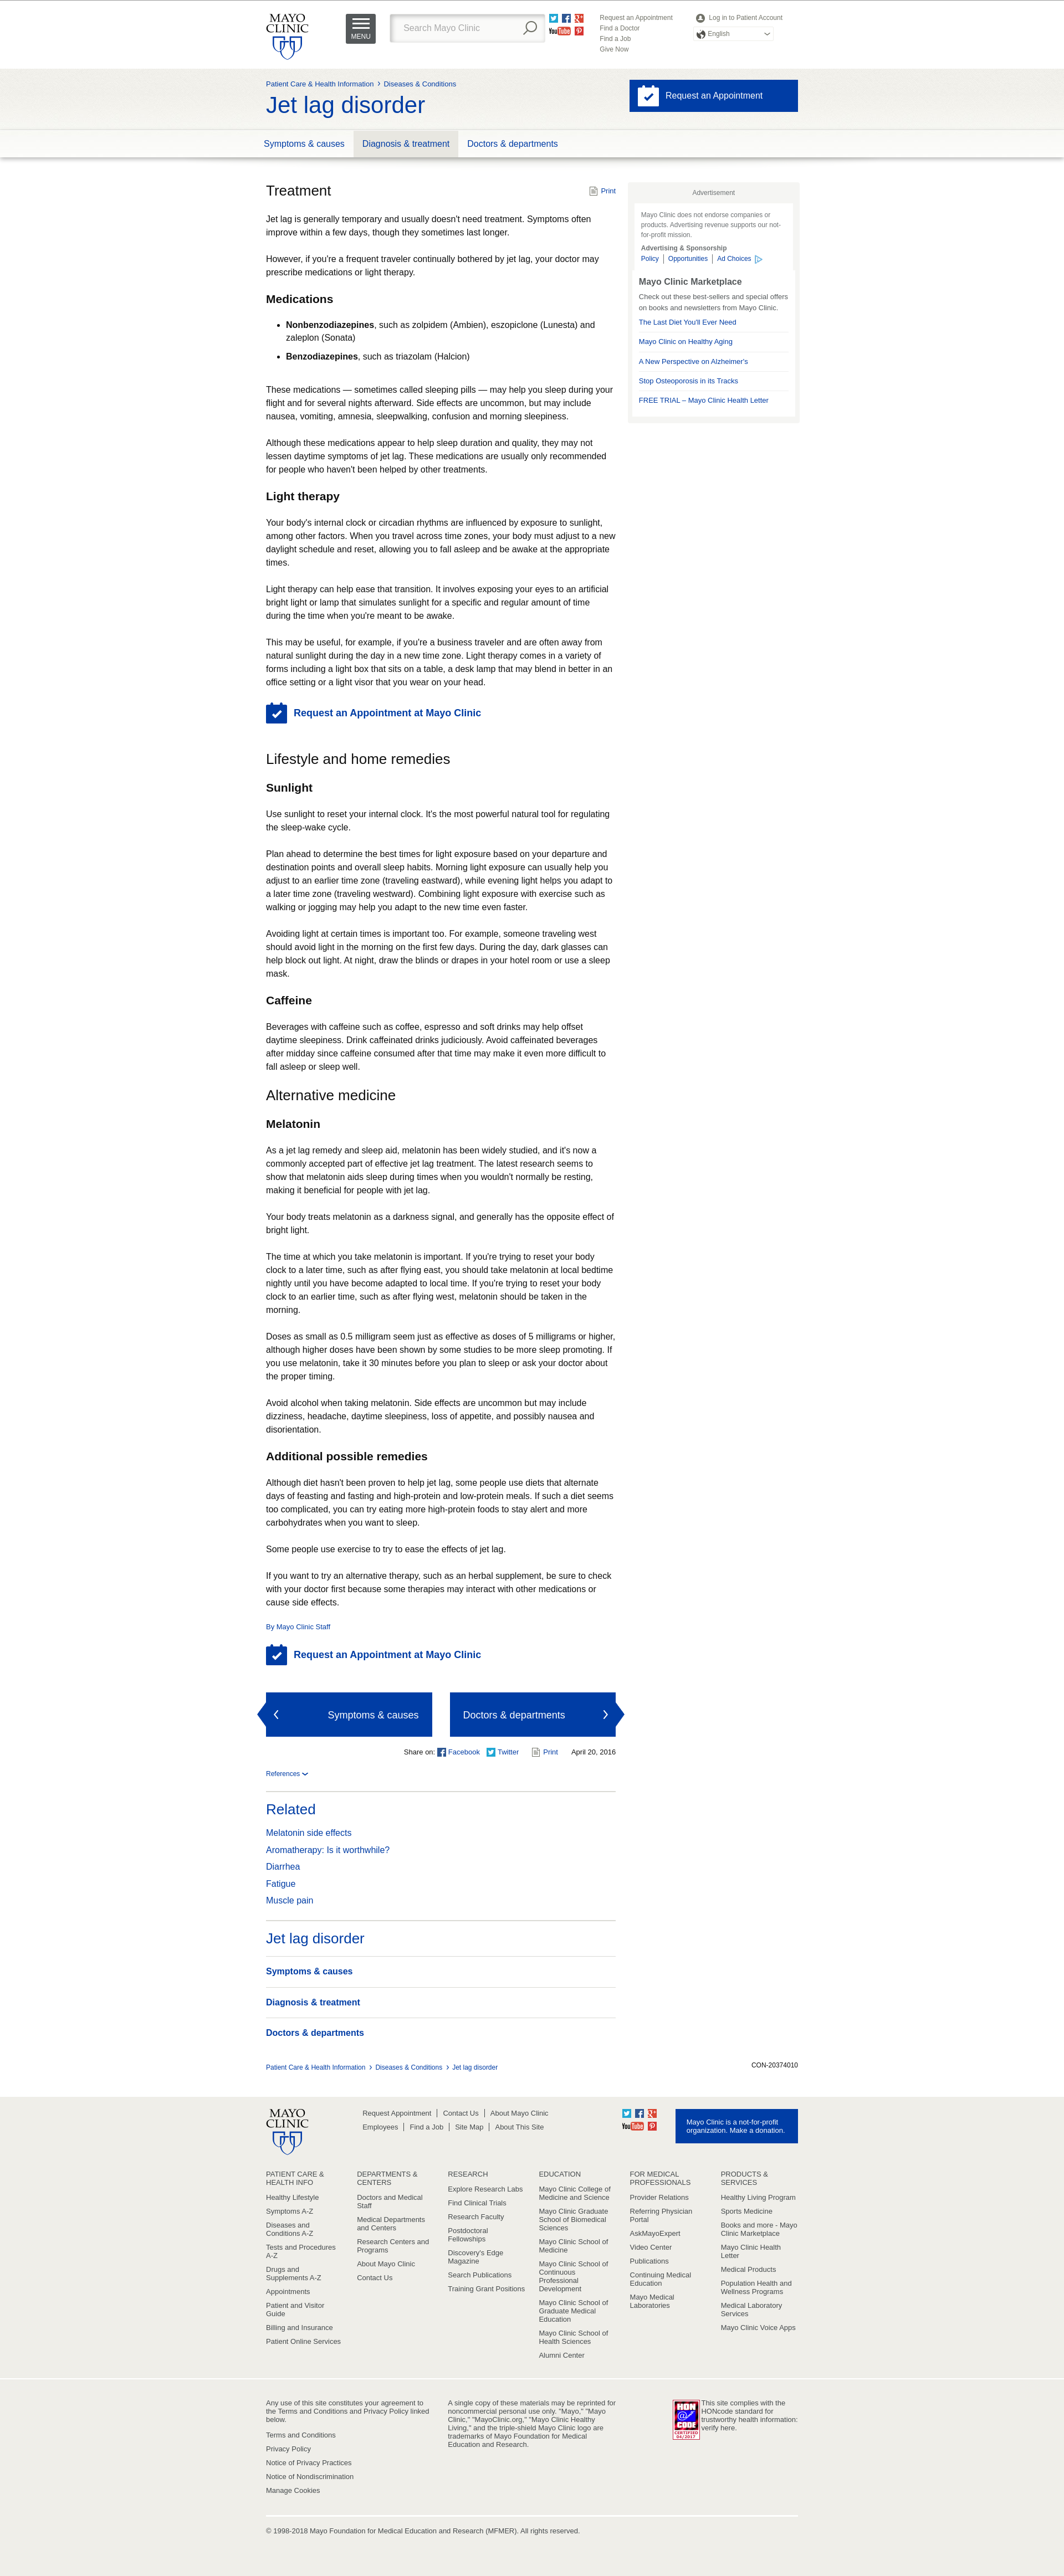 MAYO
CLINIC
MENU
Search Mayo Clinic
You Tube
Request an Appointment
Find a Doctor
Find a Job
Give Now
Log in to Patient Account
English
Patient Care & Health Information › Diseases & Conditions
Jet lag disorder
Request an Appointment
Symptoms & causes
Diagnosis & treatment
Doctors & departments
Treatment
Print
Jet lag is generally temporary and usually doesn't need treatment. Symptoms often
improve within a few days, though they sometimes last longer.
However, if you're a frequent traveler continually bothered by jet lag, your doctor may
prescribe medications or light therapy.
Medications
• Nonbenzodiazepines, such as zolpidem (Ambien), eszopiclone (Lunesta) and
zaleplon (Sonata)
• Benzodiazepines, such as triazolam (Halcion)
These medications — sometimes called sleeping pills — may help you sleep during your
flight and for several nights afterward. Side effects are uncommon, but may include
nausea, vomiting, amnesia, sleepwalking, confusion and morning sleepiness.
Although these medications appear to help sleep duration and quality, they may not
lessen daytime symptoms of jet lag. These medications are usually only recommended
for people who haven't been helped by other treatments.
Light therapy
Your body's internal clock or circadian rhythms are influenced by exposure to sunlight,
among other factors. When you travel across time zones, your body must adjust to a new
daylight schedule and reset, allowing you to fall asleep and be awake at the appropriate
times.
Light therapy can help ease that transition. It involves exposing your eyes to an artificial
bright light or lamp that simulates sunlight for a specific and regular amount of time
during the time when you're meant to be awake.
This may be useful, for example, if you're a business traveler and are often away from
natural sunlight during the day in a new time zone. Light therapy comes in a variety of
forms including a light box that sits on a table, a desk lamp that may blend in better in an
office setting or a light visor that you wear on your head.
Request an Appointment at Mayo Clinic
Lifestyle and home remedies
Sunlight
Use sunlight to reset your internal clock. It's the most powerful natural tool for regulating
the sleep-wake cycle.
Plan ahead to determine the best times for light exposure based on your departure and
destination points and overall sleep habits. Morning light exposure can usually help you
adjust to an earlier time zone (traveling eastward), while evening light helps you adapt to
a later time zone (traveling westward). Combining light exposure with exercise such as
walking or jogging may help you adapt to the new time even faster.
Avoiding light at certain times is important too. For example, someone traveling west
should avoid light in the morning on the first few days. During the day, dark glasses can
help block out light. At night, draw the blinds or drapes in your hotel room or use a sleep
mask.
Caffeine
Beverages with caffeine such as coffee, espresso and soft drinks may help offset
daytime sleepiness. Drink caffeinated drinks judiciously. Avoid caffeinated beverages
after midday since caffeine consumed after that time may make it even more difficult to
fall asleep or sleep well.
Alternative medicine
Melatonin
As a jet lag remedy and sleep aid, melatonin has been widely studied, and it's now a
commonly accepted part of effective jet lag treatment. The latest research seems to
show that melatonin aids sleep during times when you wouldn't normally be resting,
making it beneficial for people with jet lag.
Your body treats melatonin as a darkness signal, and generally has the opposite effect of
bright light.
The time at which you take melatonin is important. If you're trying to reset your body
clock to a later time, such as after flying east, you should take melatonin at local bedtime
nightly until you have become adapted to local time. If you're trying to reset your body
clock to an earlier time, such as after flying west, melatonin should be taken in the
morning.
Doses as small as 0.5 milligram seem just as effective as doses of 5 milligrams or higher,
although higher doses have been shown by some studies to be more sleep promoting. If
you use melatonin, take it 30 minutes before you plan to sleep or ask your doctor about
the proper timing.
Avoid alcohol when taking melatonin. Side effects are uncommon but may include
dizziness, headache, daytime sleepiness, loss of appetite, and possibly nausea and
disorientation.
Additional possible remedies
Although diet hasn't been proven to help jet lag, some people use diets that alternate
days of feasting and fasting and high-protein and low-protein meals. If such a diet seems
too complicated, you can try eating more high-protein foods to stay alert and more
carbohydrates when you want to sleep.
Some people use exercise to try to ease the effects of jet lag.
If you want to try an alternative therapy, such as an herbal supplement, be sure to check
with your doctor first because some therapies may interact with other medications or
cause side effects.
By Mayo Clinic Staff
Request an Appointment at Mayo Clinic
Symptoms & causes
Doctors & departments
Share on: Facebook Twitter Print April 20, 2016
References
Related
Melatonin side effects
Aromatherapy: Is it worthwhile?
Diarrhea
Fatigue
Muscle pain
Jet lag disorder
Symptoms & causes
Diagnosis & treatment
Doctors & departments
Patient Care & Health Information › Diseases & Conditions › Jet lag disorder
CON-20374010
Advertisement
Mayo Clinic does not endorse companies or
products. Advertising revenue supports our not-
for-profit mission.
Advertising & Sponsorship
Policy | Opportunities | Ad Choices
Mayo Clinic Marketplace
Check out these best-sellers and special offers
on books and newsletters from Mayo Clinic.
The Last Diet You'll Ever Need
Mayo Clinic on Healthy Aging
A New Perspective on Alzheimer's
Stop Osteoporosis in its Tracks
FREE TRIAL – Mayo Clinic Health Letter
MAYO
CLINIC
Request Appointment | Contact Us | About Mayo Clinic
Employees | Find a Job | Site Map | About This Site
You Tube
Mayo Clinic is a not-for-profit
organization. Make a donation.
PATIENT CARE &
HEALTH INFO
Healthy Lifestyle
Symptoms A-Z
Diseases and
Conditions A-Z
Tests and Procedures
A-Z
Drugs and
Supplements A-Z
Appointments
Patient and Visitor
Guide
Billing and Insurance
Patient Online Services
DEPARTMENTS &
CENTERS
Doctors and Medical
Staff
Medical Departments
and Centers
Research Centers and
Programs
About Mayo Clinic
Contact Us
RESEARCH
Explore Research Labs
Find Clinical Trials
Research Faculty
Postdoctoral
Fellowships
Discovery's Edge
Magazine
Search Publications
Training Grant Positions
EDUCATION
Mayo Clinic College of
Medicine and Science
Mayo Clinic Graduate
School of Biomedical
Sciences
Mayo Clinic School of
Medicine
Mayo Clinic School of
Continuous
Professional
Development
Mayo Clinic School of
Graduate Medical
Education
Mayo Clinic School of
Health Sciences
Alumni Center
FOR MEDICAL
PROFESSIONALS
Provider Relations
Referring Physician
Portal
AskMayoExpert
Video Center
Publications
Continuing Medical
Education
Mayo Medical
Laboratories
PRODUCTS &
SERVICES
Healthy Living Program
Sports Medicine
Books and more - Mayo
Clinic Marketplace
Mayo Clinic Health
Letter
Medical Products
Population Health and
Wellness Programs
Medical Laboratory
Services
Mayo Clinic Voice Apps
Any use of this site constitutes your agreement to
the Terms and Conditions and Privacy Policy linked
below.
Terms and Conditions
Privacy Policy
Notice of Privacy Practices
Notice of Nondiscrimination
Manage Cookies
A single copy of these materials may be reprinted for
noncommercial personal use only. "Mayo," "Mayo
Clinic," "MayoClinic.org," "Mayo Clinic Healthy
Living," and the triple-shield Mayo Clinic logo are
trademarks of Mayo Foundation for Medical
Education and Research.
HON
@
CODE
CERTIFIED
04/2017
This site complies with the
HONcode standard for
trustworthy health information:
verify here.
© 1998-2018 Mayo Foundation for Medical Education and Research (MFMER). All rights reserved.